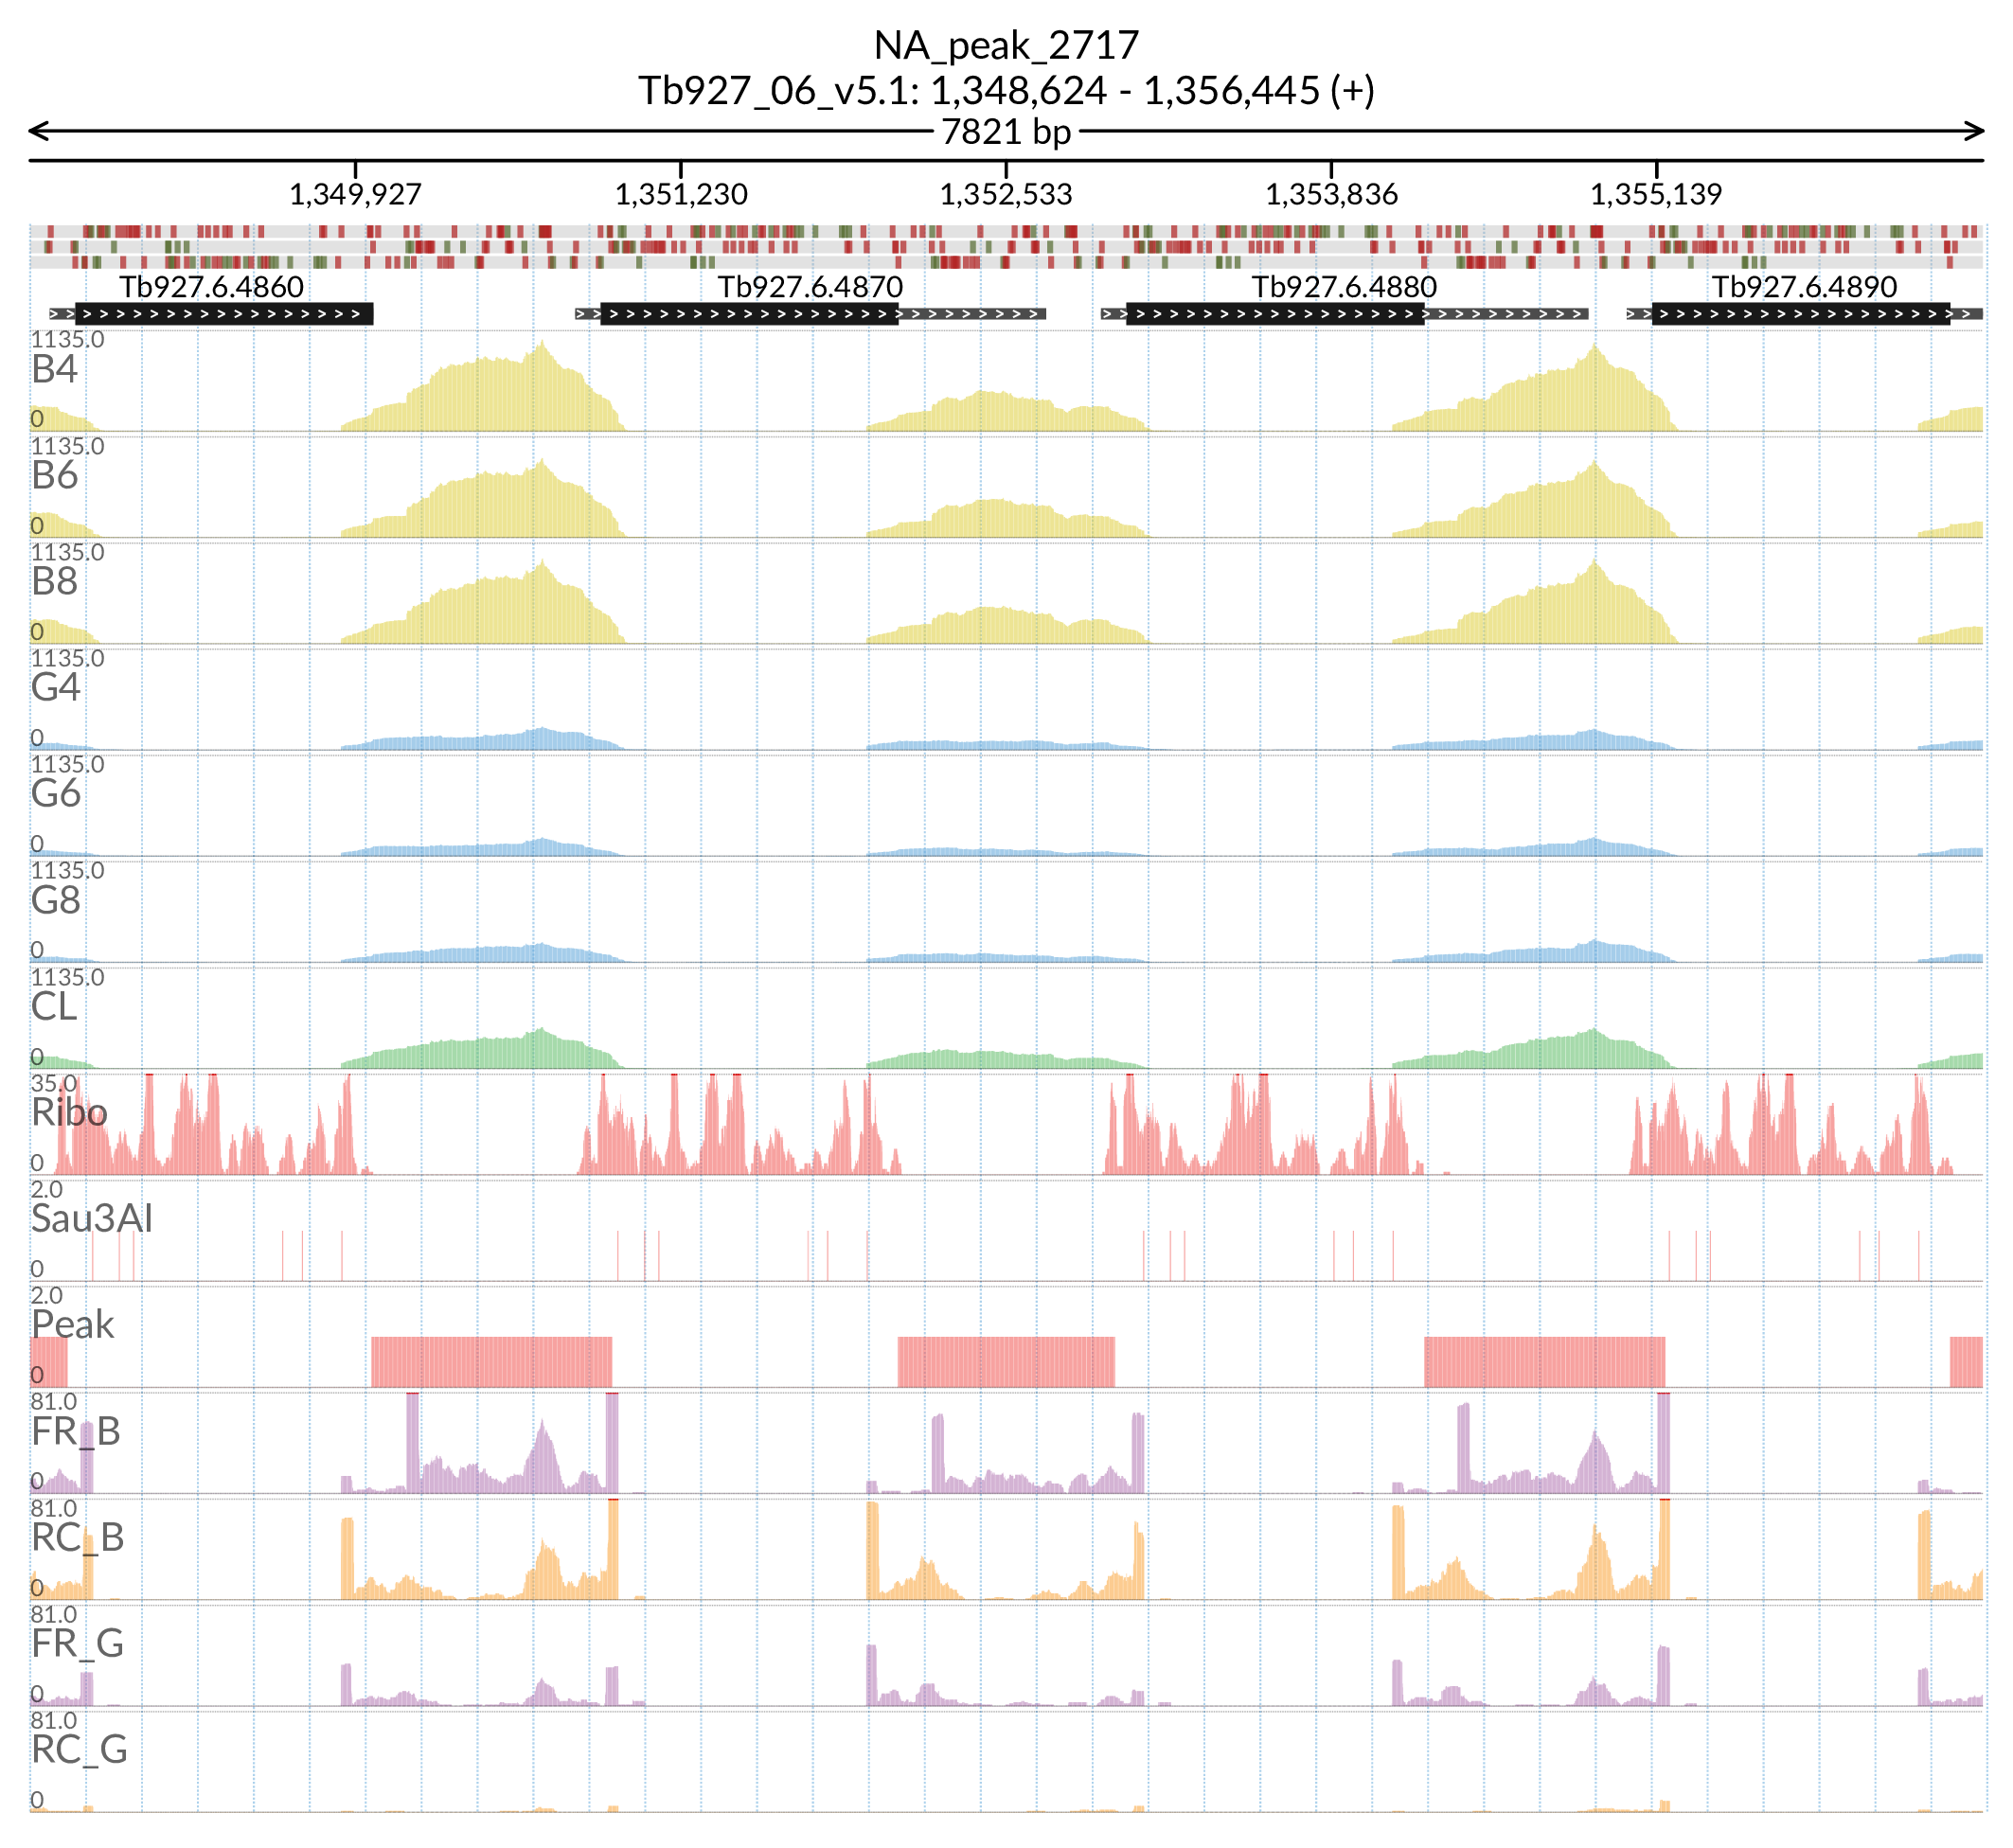 NA_peak_2717
Tb927_06_v5.1: 1,348,624 - 1,356,445 (+)
7821 bp
1,349,927 1,351,230 1,352,533 1,353,836 1,355,139
Tb927.6.4860 Tb927.6.4870 Tb927.6.4880 Tb927.6.4890
1135.0
B4
0
1135.0
B6
0
1135.0
B8
0
1135.0
G4
0
1135.0
G6
0
1135.0
G8
0
1135.0
CL
0
35.0
Ribo
0
2.0
Sau3AI
0
2.0
Peak
0
81.0
FR_B
0
81.0
RC_B
0
81.0
FR_G
0
81.0
RC_G
0